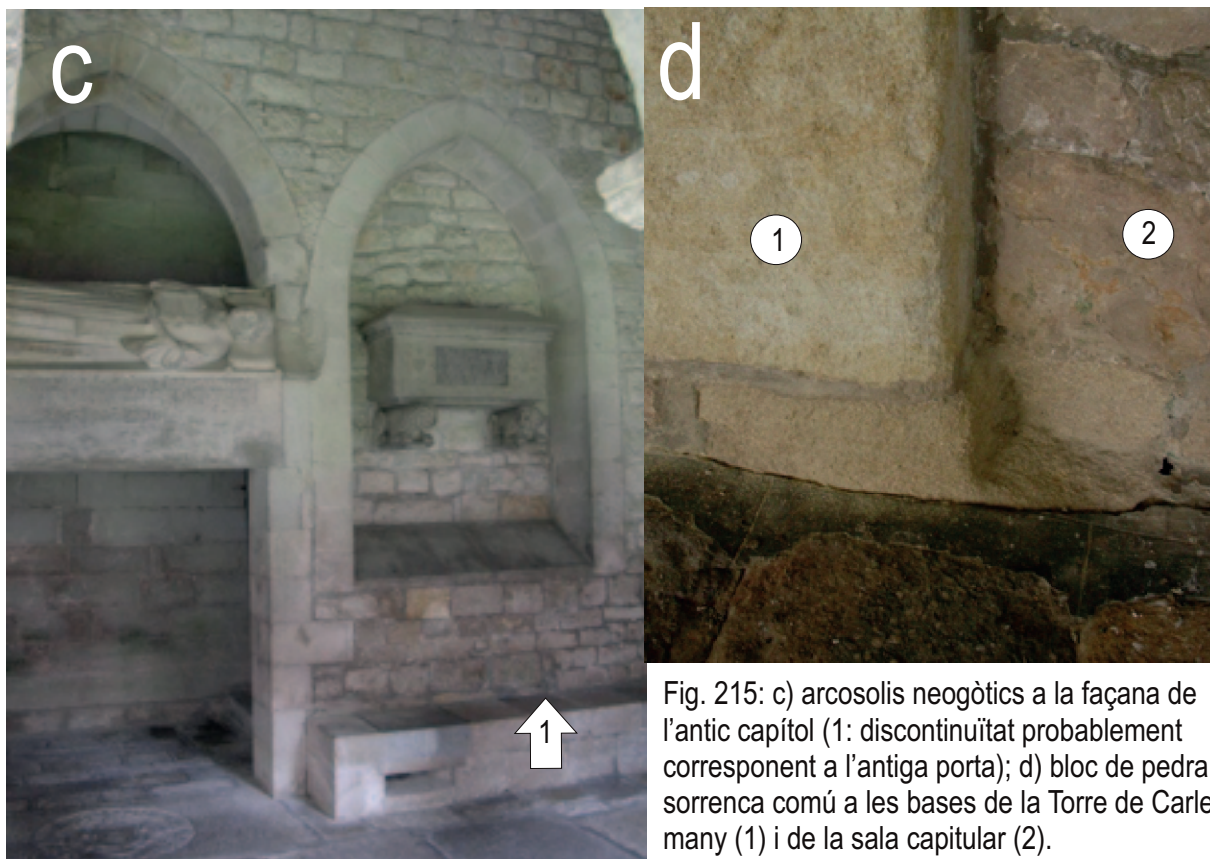 c
d
1
2
1
Fig. 215: c) arcosolis neogòtics a la façana de
l’antic capítol (1: discontinuïtat probablement
corresponent a l’antiga porta); d) bloc de pedra
sorrenca comú a les bases de la Torre de Carle
many (1) i de la sala capitular (2).